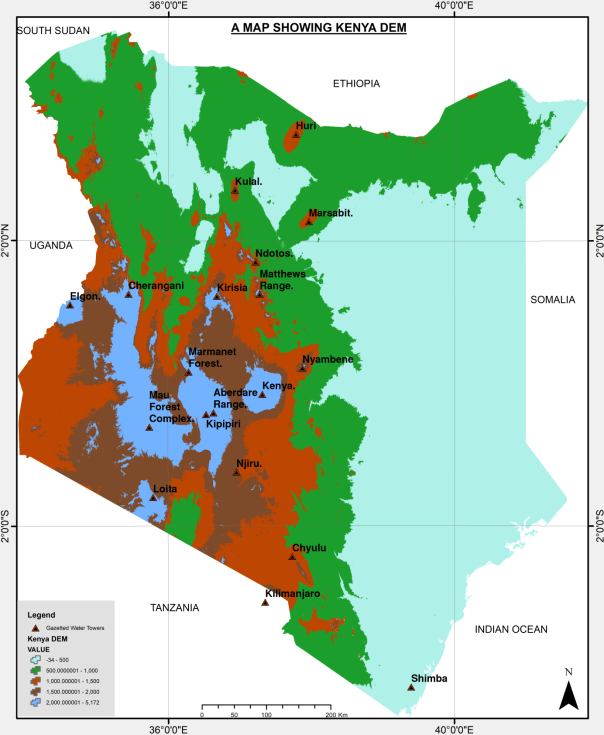 36°0'0"E
40°0'0"E
A MAP SHOWING KENYA DEM
SOUTH SUDAN
ETHIOPIA
Huri
Kulal.
Marsabit.
2°0'0"N
2°0'0"N
UGANDA
Ndotos.
Matthews
Range.
Cherangani
Kirisia
Elgon.
SOMALIA
Marmanet
Forest.
Nyambene
Kenya.
Mau
Forest
Complex.
Aberdare
Range.
Kipipiri
Njiru.
Loita
2°0'0"S
2°0'0"S
Chyulu
Kilimanjaro
TANZANIA
INDIAN OCEAN
Shimba
Legend
Gazetted Water Towers
Kenya DEM
VALUE
-34 - 500
500.0000001 - 1,000
1,000.000001 - 1,500
1,500.000001 - 2,000
2,000.000001 - 5,172
N
0 50 100 200 Km
36°0'0"E
40°0'0"E